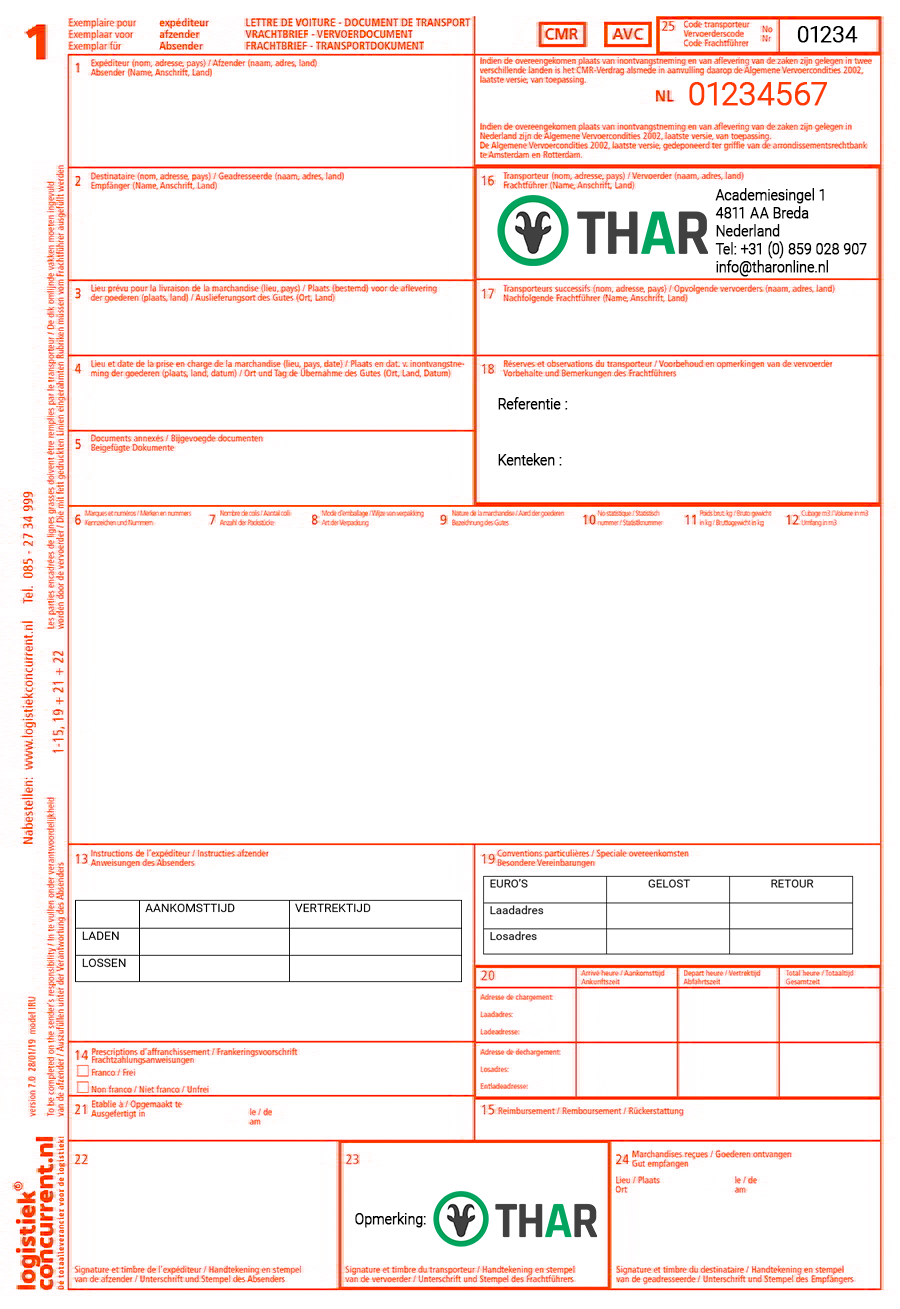 1
Exemplaire pour expéditeur
Exemplaar voor afzender
Exemplar für Absender
LETTRE DE VOITURE - DOCUMENT DE TRANSPORT
VRACHTBRIEF - VERVOERDOCUMENT
FRACHTBRIEF - TRANSPORTDOKUMENT
CMR
AVC
25 Code transporteur
Vervoerderscode
Code Frachtführer
No
Nr
01234
1 Expéditeur (nom, adresse, pays) / Afzender (naam, adres, land)
Absender (Name, Anschrift, Land)
Indien de overeengekomen plaats van inontvangstneming en van aflevering van de zaken zijn gelegen in twee
verschillende landen is het CMR-Verdrag alsmede in aanvulling daarop de Algemene Vervoercondities 2002,
laatste versie, van toepassing.
NL 01234567
Indien de overeengekomen plaats van inontvangstneming en van aflevering van de zaken zijn gelegen in
Nederland zijn de Algemene Vervoercondities 2002, laatste versie, van toepassing.
De Algemene Vervoercondities 2002, laatste versie, gedeponeerd ter griffie van de arrondissementsrechtbank
te Amsterdam en Rotterdam.
2 Destinataire (nom, adresse, pays) / Geadresseerde (naam, adres, land)
Empfänger (Name, Anschrift, Land)
16 Transporteur (nom, adresse, pays) / Vervoerder (naam, adres, land)
Frachtführer (Name, Anschrift, Land)
THAR
Academiesingel 1
4811 AA Breda
Nederland
Tel: +31 (0) 859 028 907
info@tharonline.nl
3 Lieu prévu pour la livraison de la marchandise (lieu, pays) / Plaats (bestemd) voor de aflevering
der goederen (plaats, land) / Auslieferungsort des Gutes (Ort, Land)
17 Transporteurs successifs (nom, adresse, pays) / Opvolgende vervoerders (naam, adres, land)
Nachfolgende Frachtführer (Name, Anschrift, Land)
4 Lieu et date de la prise en charge de la marchandise (lieu, pays, date) / Plaats en dat. v. inontvangstne-
ming der goederen (plaats, land, datum) / Ort und Tag de Übernahme des Gutes (Ort, Land, Datum)
18 Réserves et observations du transporteur / Voorbehoud en opmerkingen van de vervoerder
Vorbehalte und Bemerkungen des Frachtführers
Referentie :
Kenteken :
5 Documents annexés / Bijgevoegde documenten
Beigefügte Dokumente
6 Marques et numéros / Merken en nummers
Kennzeichen und Nummern
7 Nombre de colis / Aantal colli
Anzahl der Packstücke
8 Mode d'emballage / Wijze van verpakking
Art der Verpackung
9 Nature de la marchandise / Aard der goederen
Bezeichnung des Gutes
10 No statistique / Statistisch
nummer / Statistiknummer
11 Poids brut, kg / Bruto gewicht
in kg / Bruttogewicht in kg
12 Cubage m3 / Volume in m3
Umfang in m3
13 Instructions de l'expéditeur / Instructies afzender
Anweisungen des Absenders
AANKOMSTTIJD VERTREKTIJD
LADEN
LOSSEN
19 Conventions particulières / Speciale overeenkomsten
Besondere Vereinbarungen
EURO'S GELOST RETOUR
Laadadres
Losadres
20
Arrivé heure / Aankomsttijd
Ankunftszeit
Depart heure / Vertrektijd
Abfahrtszeit
Total heure / Totaaltijd
Gesamtzeit
Adresse de chargement:
Laadadres:
Ladeadresse:
Adresse de dechargement:
Losadres:
Entladeadresse:
14 Prescriptions d'affranchissement / Frankeringsvoorschrift
Frachtzahlungsanweisungen
Franco / Frei
Non franco / Niet franco / Unfrei
21 Etablie à / Opgemaakt te
Ausgefertigt in
le / de
am
15 Reimbursement / Remboursement / Rückerstattung
22
Signature et timbre de l'expéditeur / Handtekening en stempel
van de afzender / Unterschrift und Stempel des Absenders
23
Opmerking: THAR
Signature et timbre du transporteur / Handtekening en stempel
van de vervoerder / Unterschrift und Stempel des Frachtführers
24 Marchandises reçues / Goederen ontvangen
Gut empfangen
Lieu / Plaats
Ort
le / de
am
Signature et timbre du destinataire / Handtekening en stempel
van de geadresseerde / Unterschrift und Stempel des Empfängers
Les parties encadrées de lignes grasses doivent être remplies par le transporteur / De dik omlijnde vakken moeten ingevuld
worden door de vervoerder / Die mit fett gedruckten Linien eingerahmten Rubriken müssen vom Frachtführer ausgefüllt werden
1-15, 19 + 21 + 22
To be completed on the sender's responsibility / In te vullen onder verantwoordelijkheid
van de afzender / Auszufüllen unter der Verantwortung des Absenders
Nabestellen: www.logistiekconcurrent.nl Tel. 085 - 27 34 999
version 7.0 28/01/19 model IRU
logistiek®
concurrent.nl
dé totaalleverancier voor de logistiek!